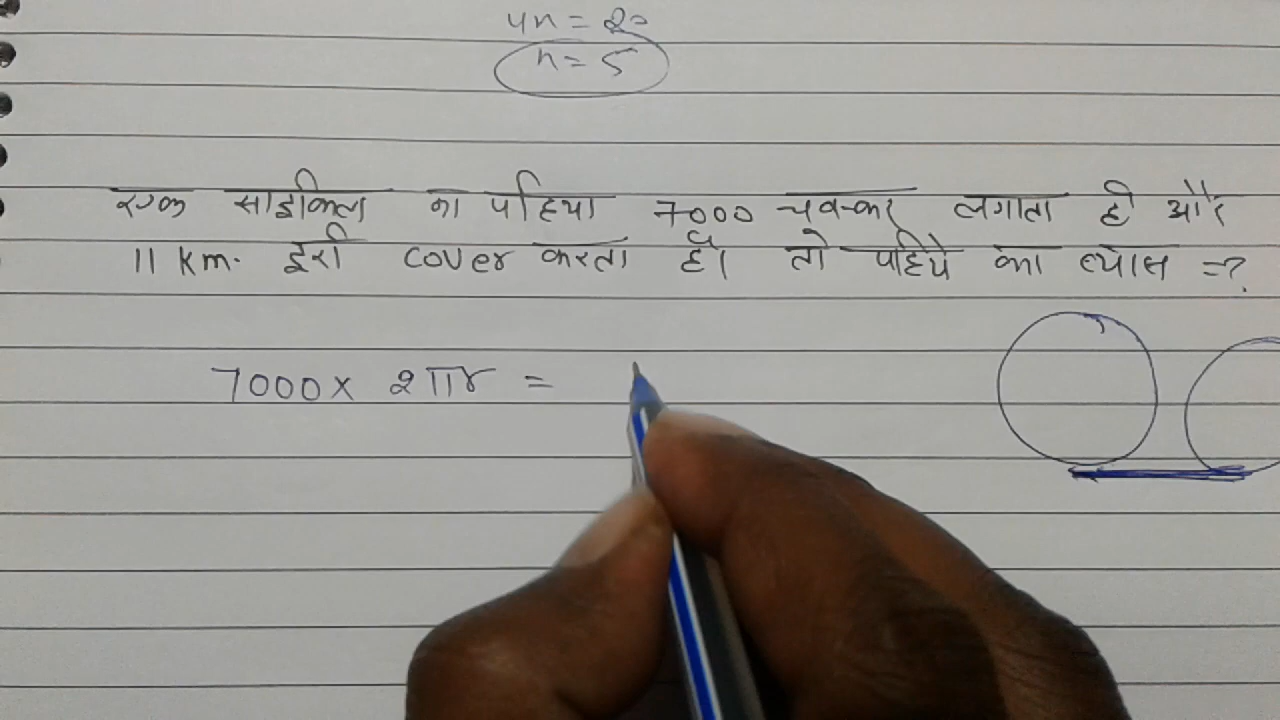 4n = 20
n = 5
एक साईकिल का पहिया 7000 चक्कर लगाता है और
11 km. दूरी cover करता है। तो पहिये का व्यास =?
7000 x 2πr =